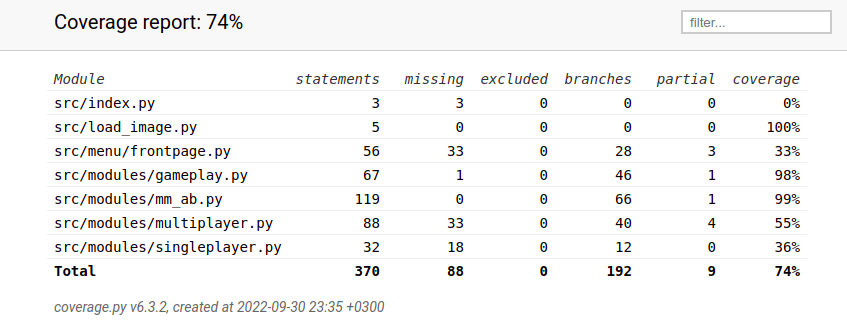 Coverage report: 74%
filter...
Module statements missing excluded branches partial coverage
src/index.py 3 3 0 0 0 0%
src/load_image.py 5 0 0 0 0 100%
src/menu/frontpage.py 56 33 0 28 3 33%
src/modules/gameplay.py 67 1 0 46 1 98%
src/modules/mm_ab.py 119 0 0 66 1 99%
src/modules/multiplayer.py 88 33 0 40 4 55%
src/modules/singleplayer.py 32 18 0 12 0 36%
Total 370 88 0 192 9 74%
coverage.py v6.3.2, created at 2022-09-30 23:35 +0300